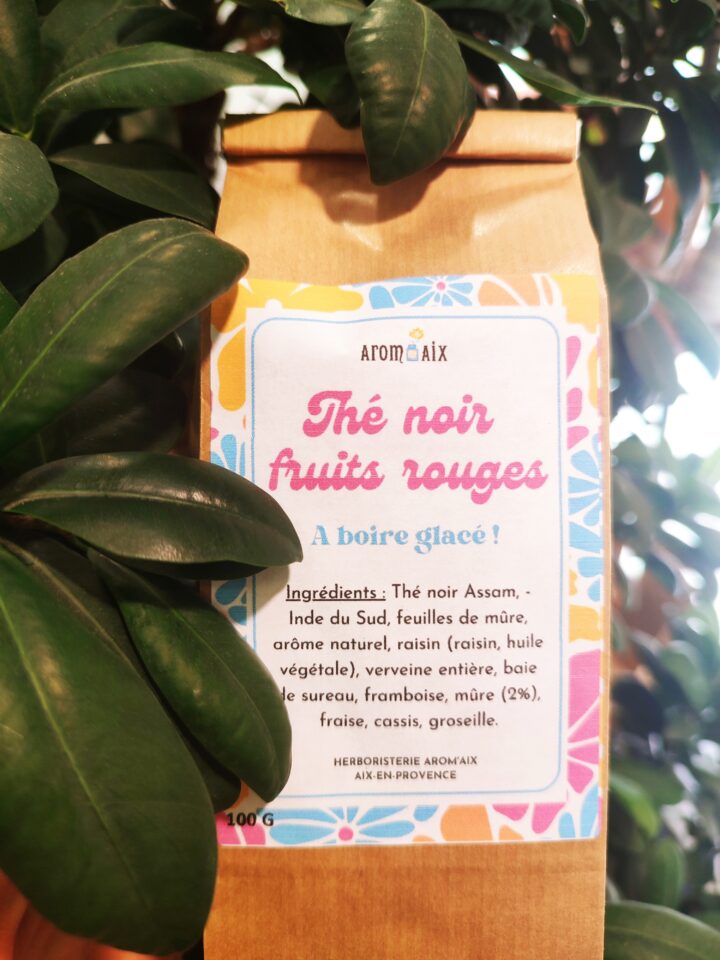 AROM AIX
Thé noir
fruits rouges
A boire glacé !
Ingrédients : Thé noir Assam, -
Inde du Sud, feuilles de mûre,
arôme naturel, raisin (raisin, huile
végétale), verveine entière, baie
de sureau, framboise, mûre (2%),
fraise, cassis, groseille.
HERBORISTERIE AROM'AIX
AIX-EN-PROVENCE
100 G